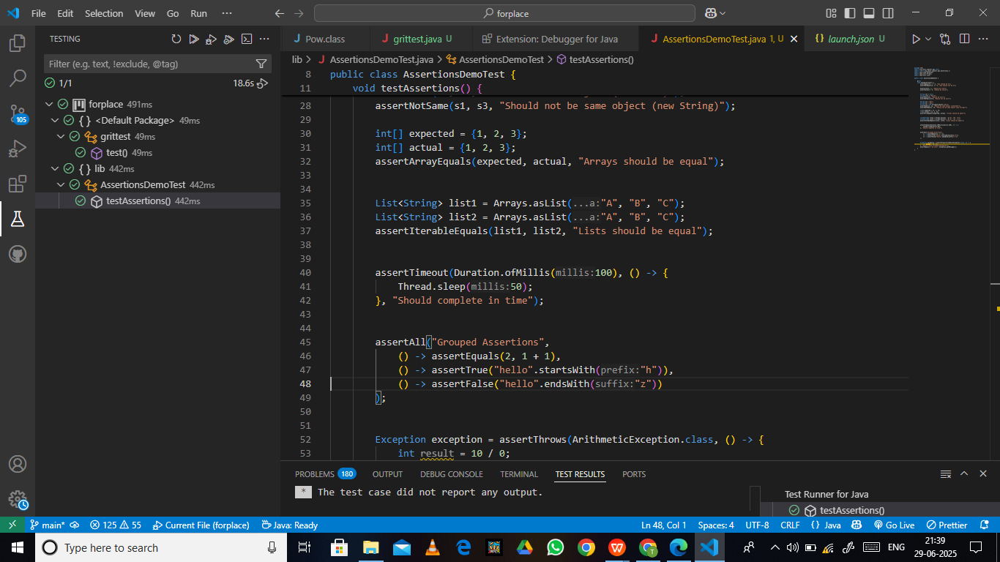 File Edit Selection View Go Run ··· forplace
TESTING
Filter (e.g. text, !exclude, @tag)
1/1 18.6s
forplace 491ms
{ } <Default Package> 49ms
grittest 49ms
test() 49ms
{ } lib 442ms
AssertionsDemoTest 442ms
testAssertions() 442ms
105
J Pow.class J grittest.java U Extension: Debugger for Java J AssertionsDemoTest.java 1, U { } launch.json U
lib > J AssertionsDemoTest.java > AssertionsDemoTest > testAssertions()
8 public class AssertionsDemoTest {
11 void testAssertions() {
28 assertNotSame(s1, s3, "Should not be same object (new String)");
29
30 int[] expected = {1, 2, 3};
31 int[] actual = {1, 2, 3};
32 assertArrayEquals(expected, actual, "Arrays should be equal");
33
34
35 List<String> list1 = Arrays.asList(...a:"A", "B", "C");
36 List<String> list2 = Arrays.asList(...a:"A", "B", "C");
37 assertIterableEquals(list1, list2, "Lists should be equal");
38
39
40 assertTimeout(Duration.ofMillis(millis:100), () -> {
41 Thread.sleep(millis:50);
42 }, "Should complete in time");
43
44
45 assertAll("Grouped Assertions",
46 () -> assertEquals(2, 1 + 1),
47 () -> assertTrue("hello".startsWith(prefix:"h")),
48 () -> assertFalse("hello".endsWith(suffix:"z"))
49 );
50
51
52 Exception exception = assertThrows(ArithmeticException.class, () -> {
53 int result = 10 / 0;
PROBLEMS 180 OUTPUT DEBUG CONSOLE TERMINAL TEST RESULTS PORTS
* The test case did not report any output.
Test Runner for Java
testAssertions()
main* 125 55 Current File (forplace) Java: Ready Ln 48, Col 1 Spaces: 4 UTF-8 CRLF { } Java Go Live Prettier
Type here to search
ENG
21:39
29-06-2025